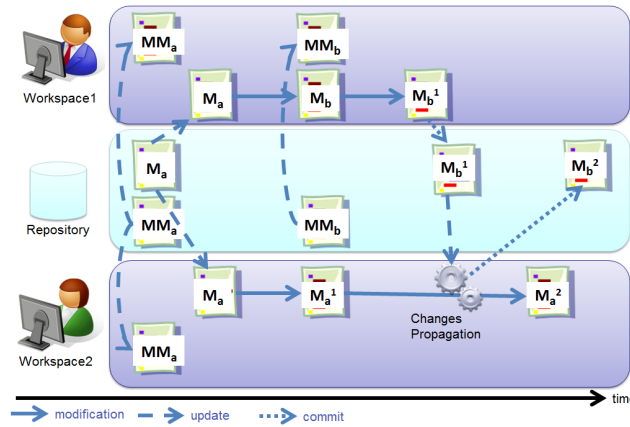 MMa
MMb
Workspace1
Ma
Mb
Mb¹
Ma
Mb¹
Mb²
Repository
MMa
MMb
Ma
Ma¹
Ma²
Changes
Propagation
Workspace2
MMa
time
modification
update
commit